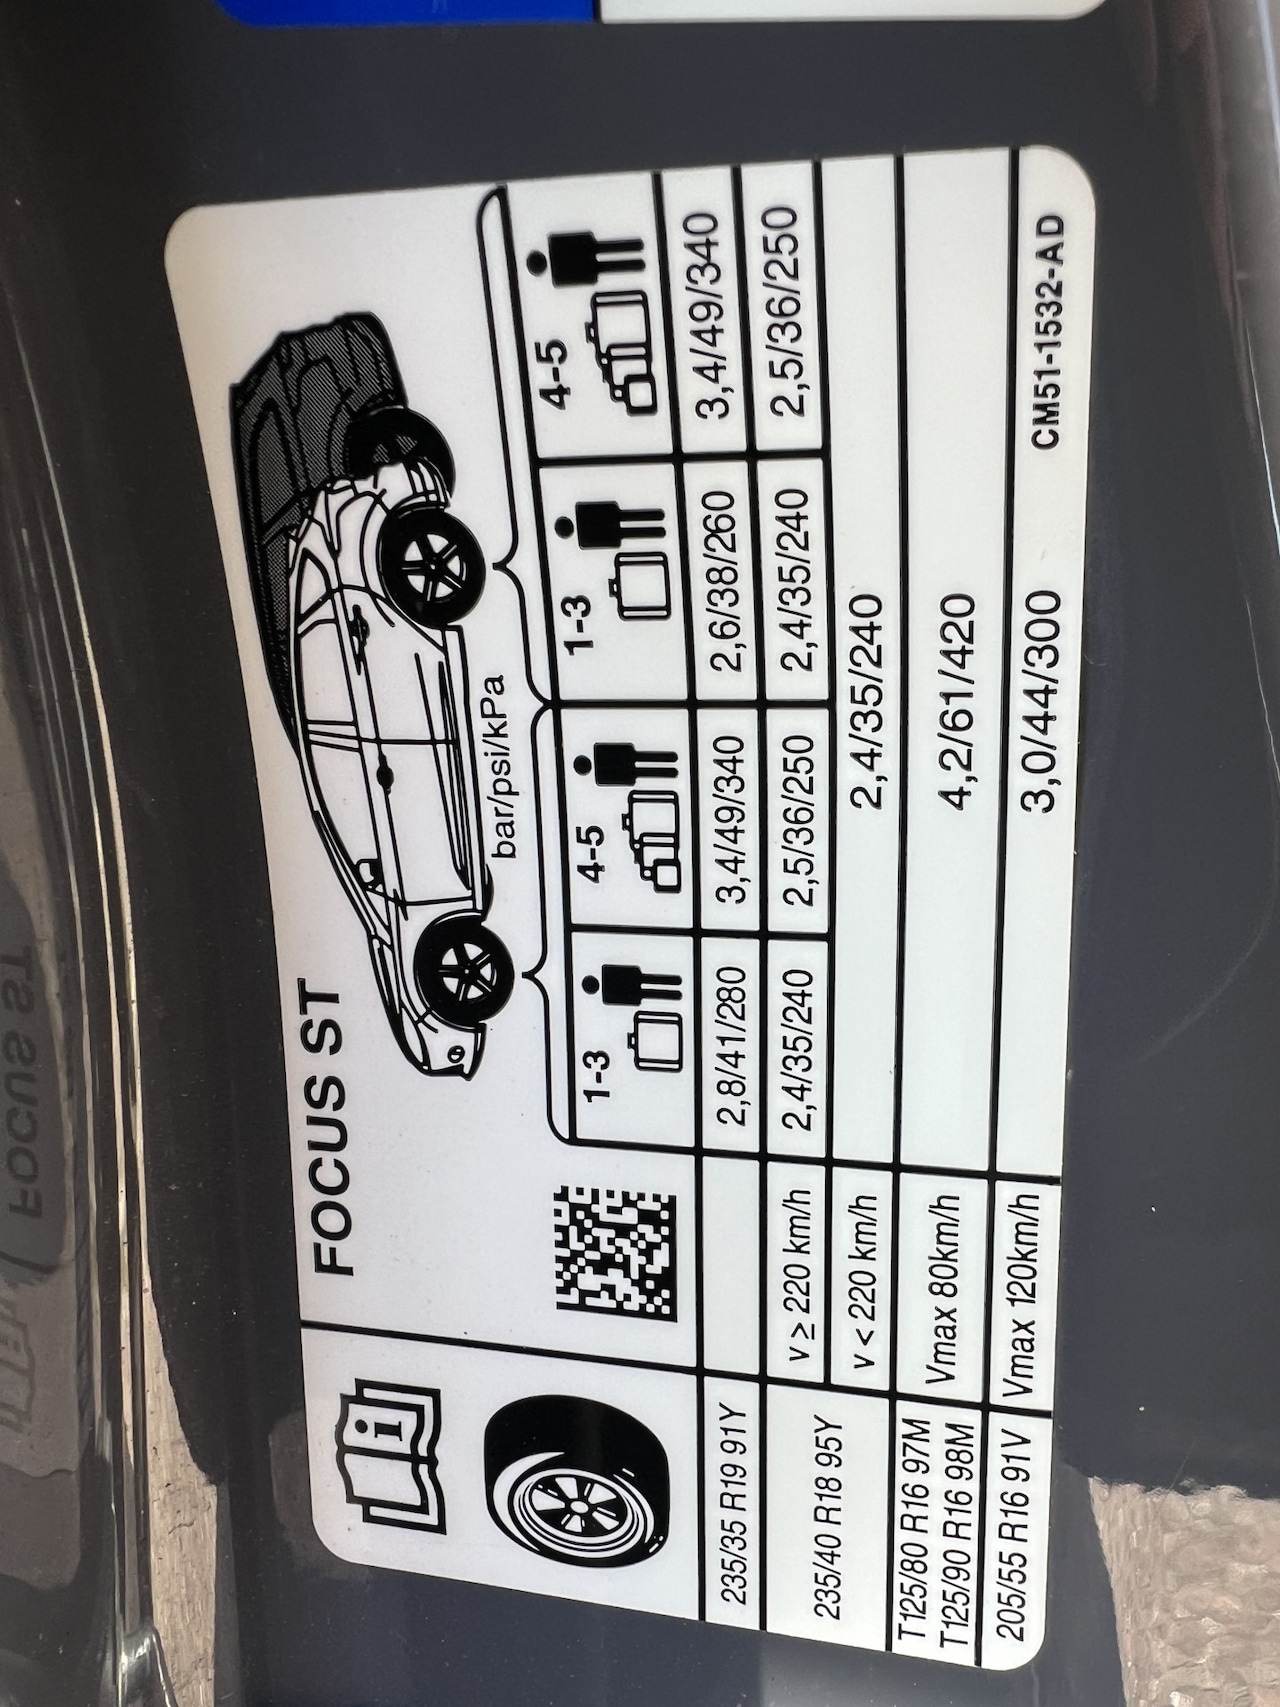 FOCUS ST
bar/psi/kPa
1-3 4-5 1-3 4-5
235/35 R19 91Y 2,8/41/280 3,4/49/340 2,6/38/260 3,4/49/340
235/40 R18 95Y v ≥ 220 km/h 2,4/35/240 2,5/36/250 2,4/35/240 2,5/36/250
v < 220 km/h 2,4/35/240
T125/80 R16 97M
T125/90 R16 98M Vmax 80km/h 4,2/61/420
205/55 R16 91V Vmax 120km/h 3,0/44/300 CM51-1532-AD
FOCUS ST